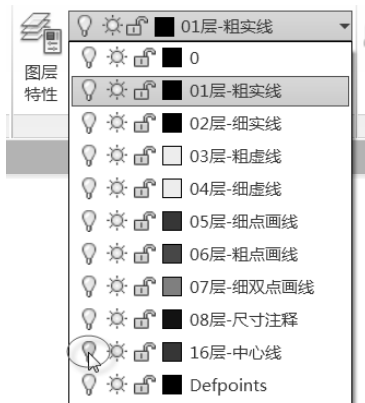 01层-粗实线
图层
特性
0
01层-粗实线
02层-细实线
03层-粗虚线
04层-细虚线
05层-细点画线
06层-粗点画线
07层-细双点画线
08层-尺寸注释
16层-中心线
Defpoints